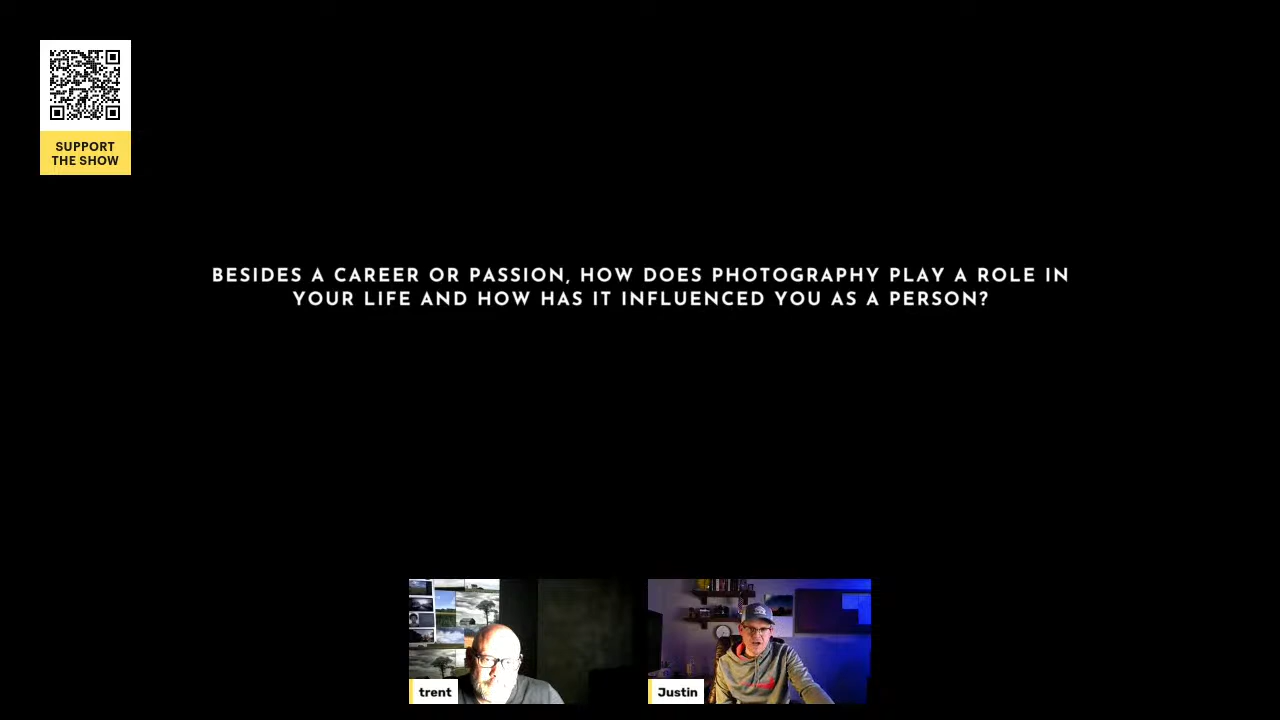 SUPPORT
THE SHOW
BESIDES A CAREER OR PASSION, HOW DOES PHOTOGRAPHY PLAY A ROLE IN
YOUR LIFE AND HOW HAS IT INFLUENCED YOU AS A PERSON?
trent
Justin